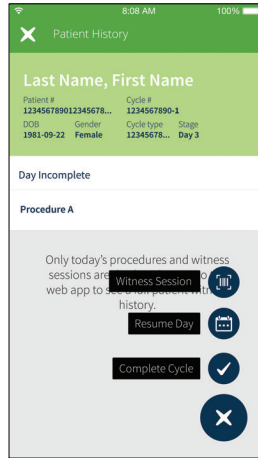 8:08 AM 100%
Patient History
Last Name, First Name
Patient # Cycle #
123456789012345678... 1234567890-1
DOB Gender Cycle type Stage
1981-09-22 Female 12345678... Day 3
Day Incomplete
Procedure A
Only today's procedures and witness
sessions are
Witness Session
web app to
history.
Resume Day
Complete Cycle